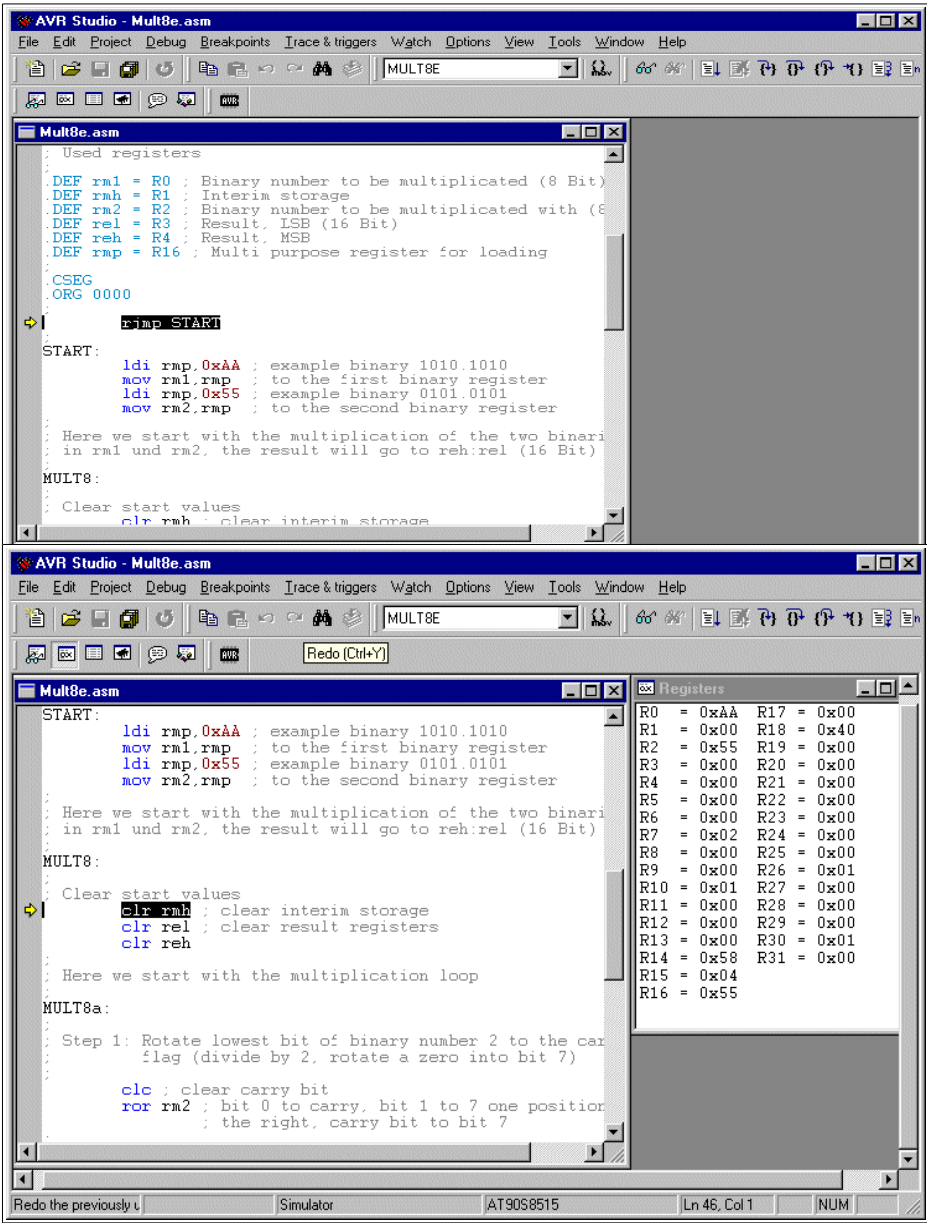 AVR Studio - Mult8e.asm
File Edit Project Debug Breakpoints Trace & triggers Watch Options View Tools Window Help
MULT8E
AVR
Mult8e.asm
; Used registers
;
.DEF rm1 = R0 ; Binary number to be multiplicated (8 Bit)
.DEF rmh = R1 ; Interim storage
.DEF rm2 = R2 ; Binary number to be multiplicated with (8
.DEF rel = R3 ; Result, LSB (16 Bit)
.DEF reh = R4 ; Result, MSB
.DEF rmp = R16 ; Multi purpose register for loading
;
.CSEG
.ORG 0000
;
rjmp START
;
START:
ldi rmp,0xAA ; example binary 1010.1010
mov rm1,rmp ; to the first binary register
ldi rmp,0x55 ; example binary 0101.0101
mov rm2,rmp ; to the second binary register
;
; Here we start with the multiplication of the two binari
; in rm1 und rm2, the result will go to reh:rel (16 Bit)
;
MULT8:
;
; Clear start values
clr rmh ; clear interim storage
AVR Studio - Mult8e.asm
File Edit Project Debug Breakpoints Trace & triggers Watch Options View Tools Window Help
MULT8E
AVR
Redo (Ctrl+Y)
Mult8e.asm
START:
ldi rmp,0xAA ; example binary 1010.1010
mov rm1,rmp ; to the first binary register
ldi rmp,0x55 ; example binary 0101.0101
mov rm2,rmp ; to the second binary register
;
; Here we start with the multiplication of the two binari
; in rm1 und rm2, the result will go to reh:rel (16 Bit)
;
MULT8:
;
; Clear start values
clr rmh ; clear interim storage
clr rel ; clear result registers
clr reh
;
; Here we start with the multiplication loop
;
MULT8a:
;
; Step 1: Rotate lowest bit of binary number 2 to the car
; flag (divide by 2, rotate a zero into bit 7)
;
clc ; clear carry bit
ror rm2 ; bit 0 to carry, bit 1 to 7 one position
; the right, carry bit to bit 7
Registers
R0 = 0xAA R17 = 0x00
R1 = 0x00 R18 = 0x40
R2 = 0x55 R19 = 0x00
R3 = 0x00 R20 = 0x00
R4 = 0x00 R21 = 0x00
R5 = 0x00 R22 = 0x00
R6 = 0x00 R23 = 0x00
R7 = 0x02 R24 = 0x00
R8 = 0x00 R25 = 0x00
R9 = 0x00 R26 = 0x01
R10 = 0x01 R27 = 0x00
R11 = 0x00 R28 = 0x00
R12 = 0x00 R29 = 0x00
R13 = 0x00 R30 = 0x01
R14 = 0x58 R31 = 0x00
R15 = 0x04
R16 = 0x55
Redo the previously u Simulator AT90S8515 Ln 46, Col 1 NUM